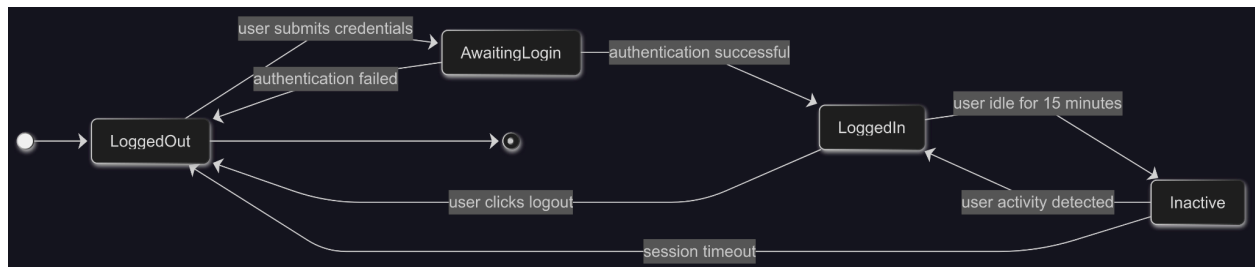 user submits credentials
AwaitingLogin
authentication successful
authentication failed
user idle for 15 minutes
LoggedOut
LoggedIn
user clicks logout
user activity detected
Inactive
session timeout